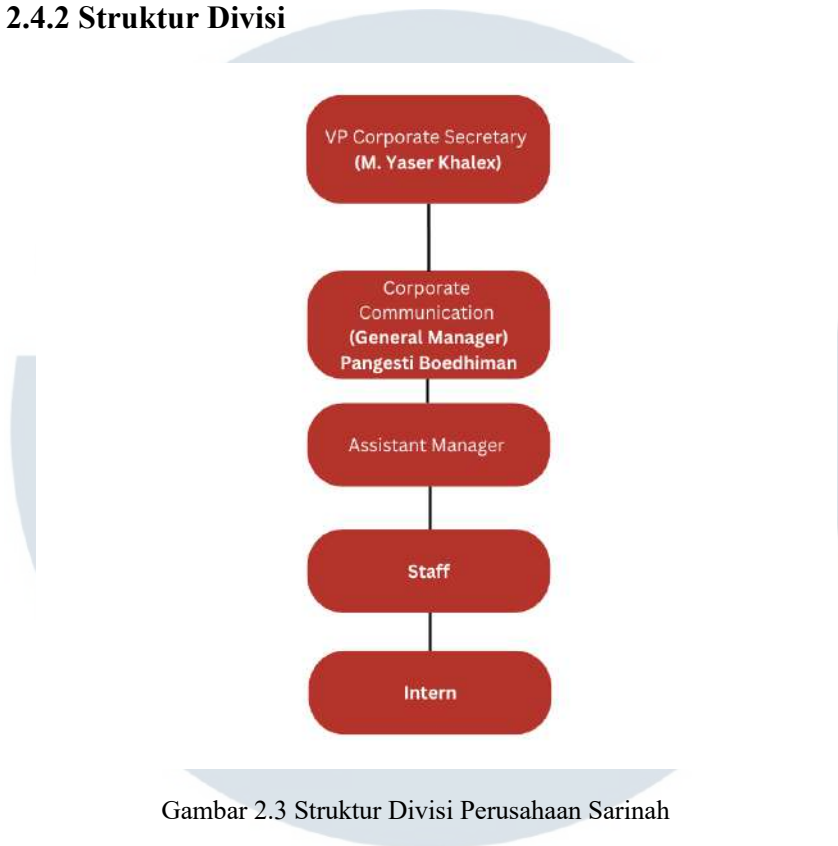 2.4.2 Struktur Divisi
VP Corporate Secretary
(M. Yaser Khalex)
Corporate
Communication
(General Manager)
Pangesti Boedhiman
Assistant Manager
Staff
Intern
Gambar 2.3 Struktur Divisi Perusahaan Sarinah